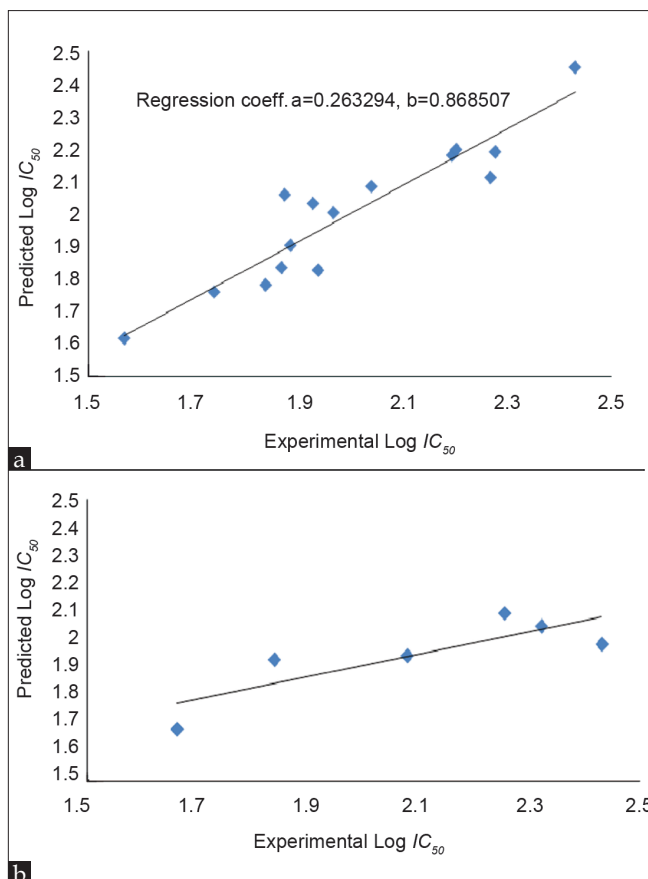 2.5
2.4
Regression coeff. a=0.263294, b=0.868507
2.3
2.2
2.1
2
1.9
1.8
1.7
1.6
1.5
Predicted Log IC50
1.5 1.7 1.9 2.1 2.3 2.5
Experimental Log IC50
a
2.5
2.4
2.3
2.2
2.1
2
1.9
1.8
1.7
1.6
1.5
Predicted Log IC50
1.5 1.7 1.9 2.1 2.3 2.5
Experimental Log IC50
b